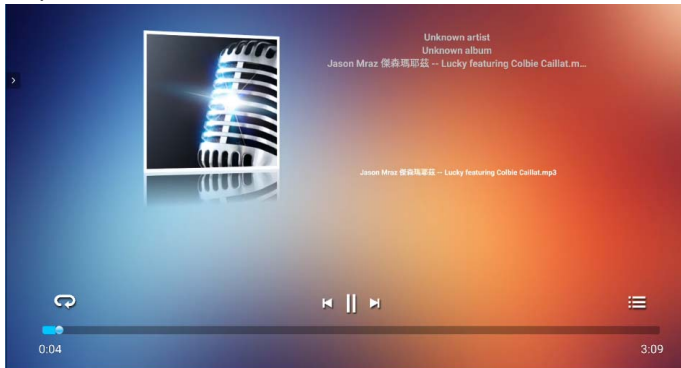 Unknown artist
Unknown album
Jason Mraz 傑森瑪耶茲 -- Lucky featuring Colbie Caillat.m...
Jason Mraz 傑森瑪耶茲 -- Lucky featuring Colbie Caillat.mp3
0:04
3:09